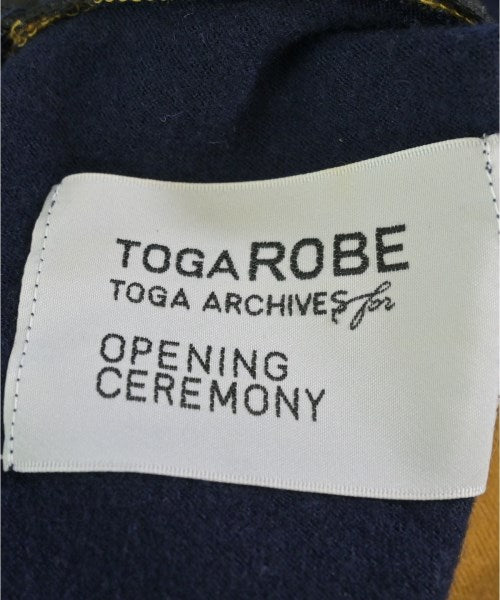 TOGA ROBE
TOGA ARCHIVES for
OPENING
CEREMONY